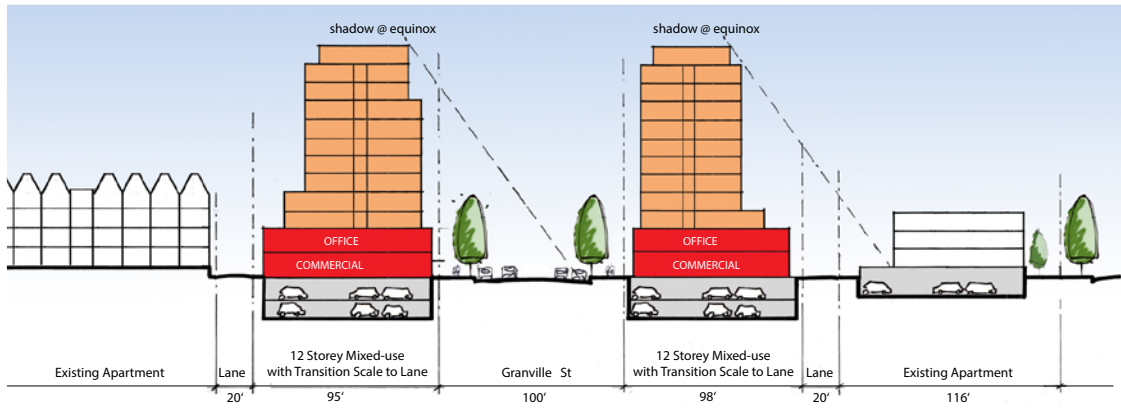 shadow @ equinox
shadow @ equinox
OFFICE
COMMERCIAL
OFFICE
COMMERCIAL
Existing Apartment
Lane
12 Storey Mixed-use
with Transition Scale to Lane
Granville St
12 Storey Mixed-use
with Transition Scale to Lane
Lane
Existing Apartment
20'
95'
100'
98'
20'
116'